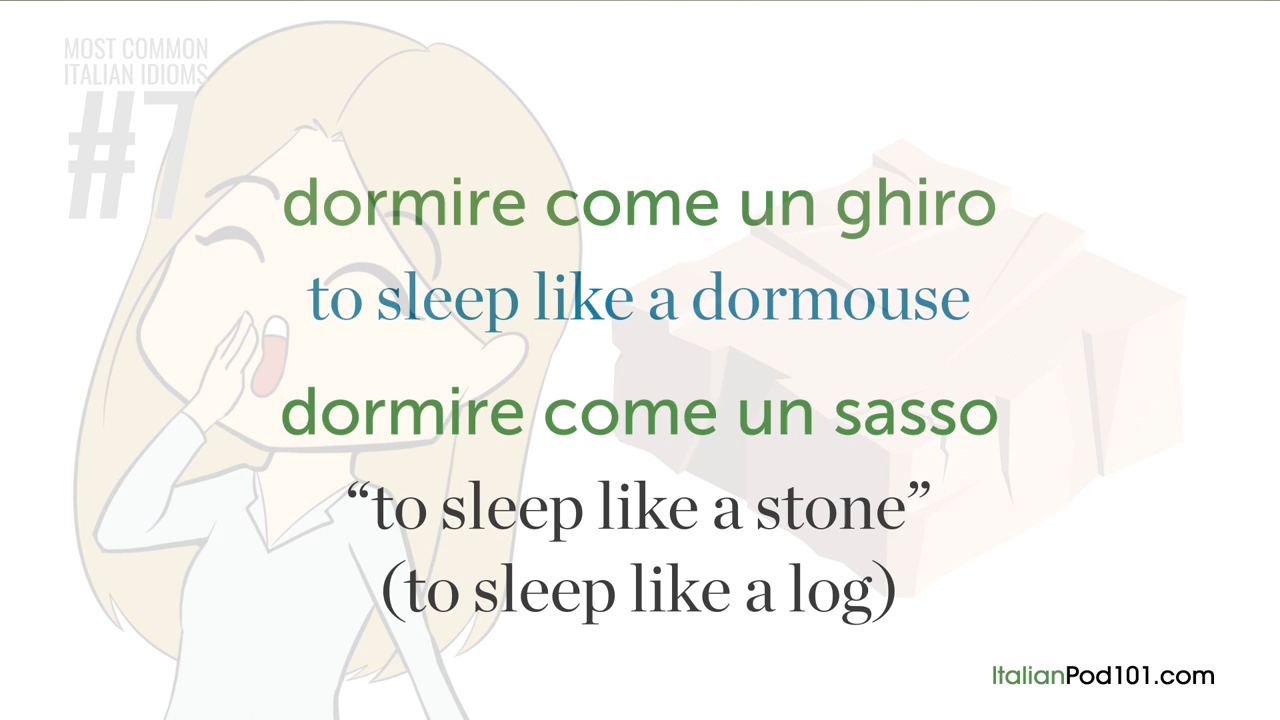 MOST COMMON
ITALIAN IDIOMS
#7
dormire come un ghiro
to sleep like a dormouse
dormire come un sasso
“to sleep like a stone”
(to sleep like a log)
ItalianPod101.com